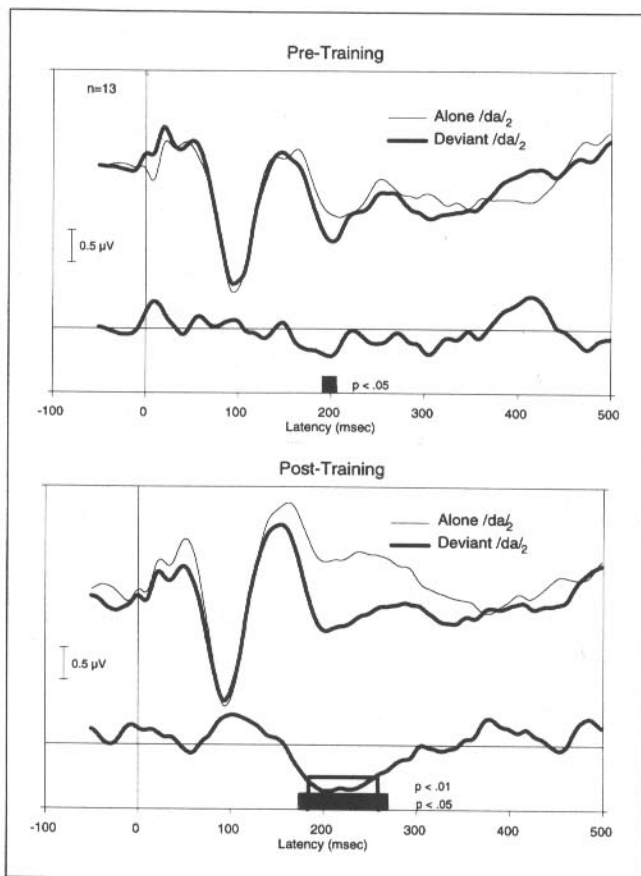 Pre-Training
n=13
Alone /da/2
Deviant /da/2
0.5 µV
p < .05
-100 0 100 200 300 400 500
Latency (msec)
Post-Training
Alone /da/2
Deviant /da/2
0.5 µV
p < .01
p < .05
-100 0 100 200 300 400 500
Latency (msec)